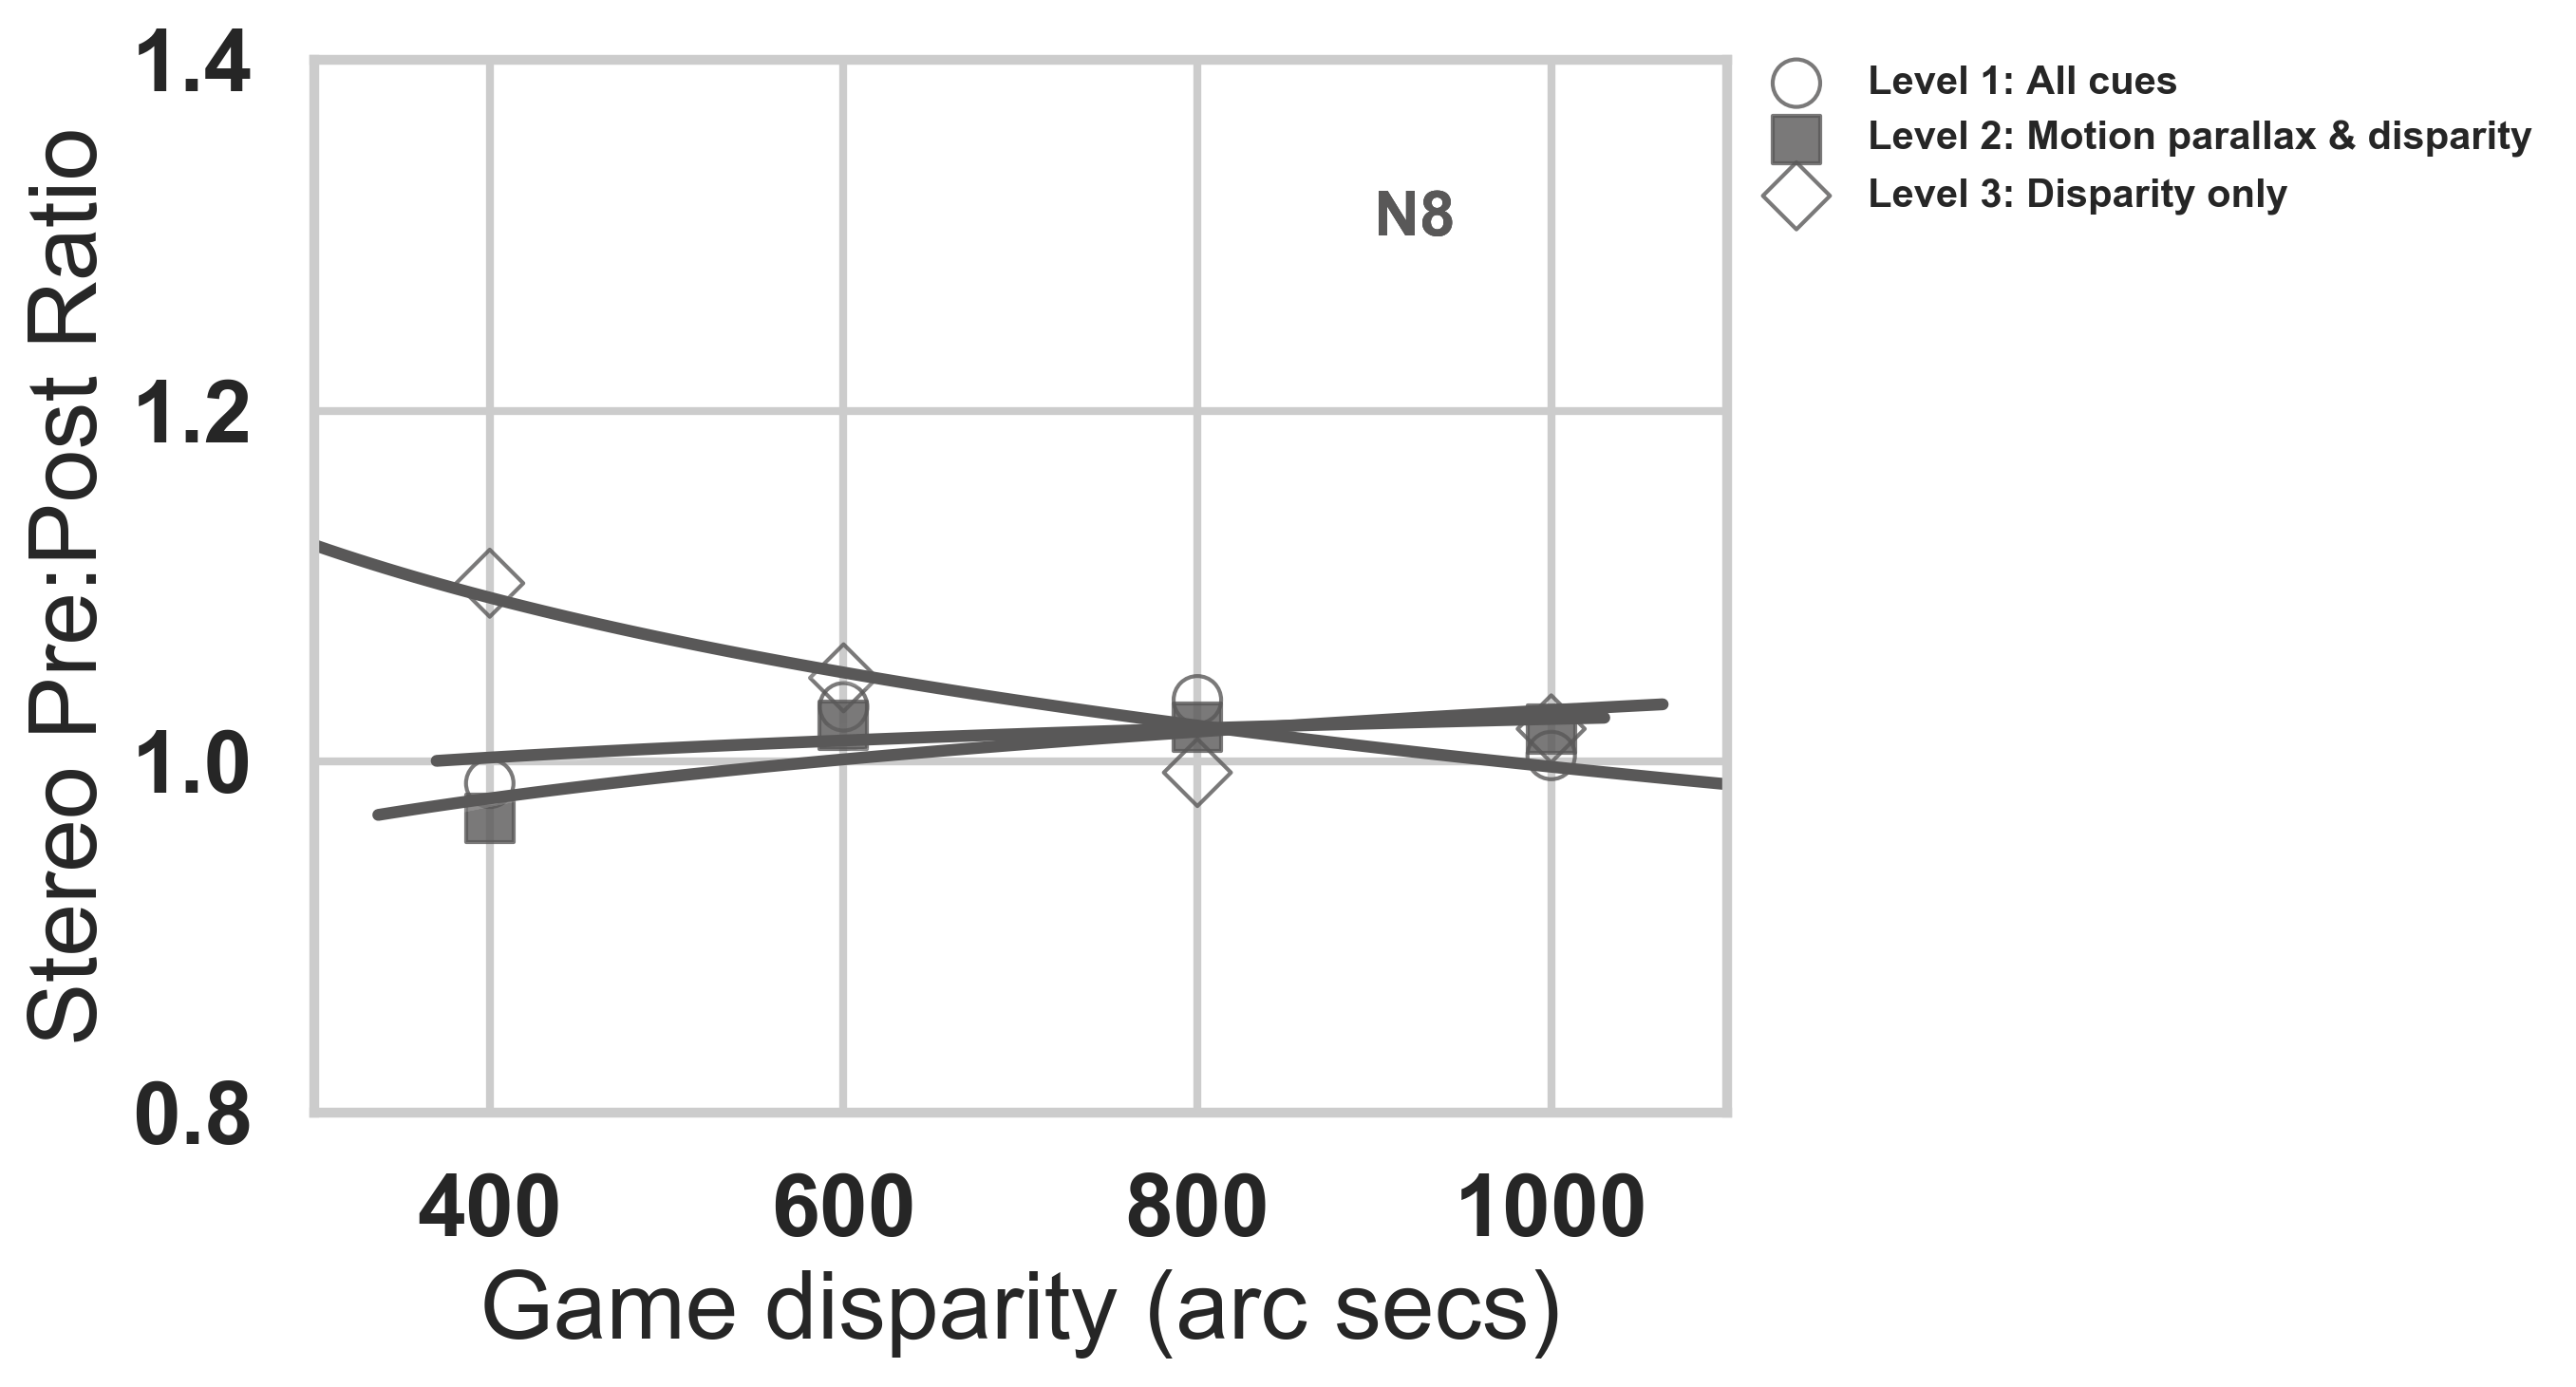 1.4
1.2
1.0
0.8
Stereo Pre:Post Ratio
N8
400 600 800 1000
Game disparity (arc secs)
Level 1: All cues
Level 2: Motion parallax & disparity
Level 3: Disparity only